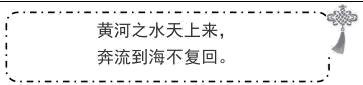 黄河之水天上来，
奔流到海不复回。